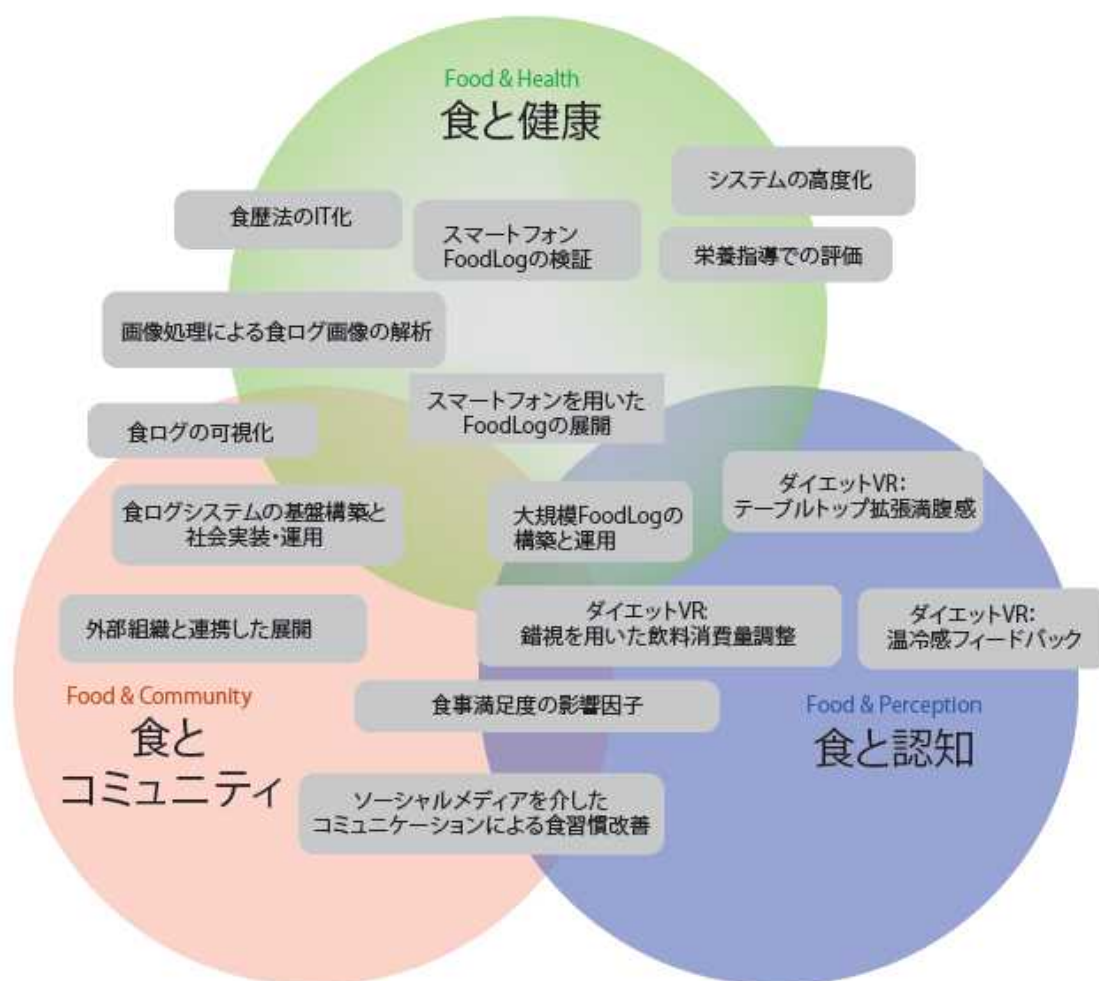 Food & Health
食と健康
システムの高度化
食歴法のIT化
スマートフォン
FoodLogの検証
栄養指導での評価
画像処理による食ログ画像の解析
スマートフォンを用いた
FoodLogの展開
食ログの可視化
ダイエットVR:
テーブルトップ拡張満腹感
食ログシステムの基盤構築と
社会実装・運用
大規模FoodLogの
構築と運用
外部組織と連携した展開
ダイエットVR:
錯視を用いた飲料消費量調整
ダイエットVR:
温冷感フィードバック
Food & Community
食と
コミュニティ
食事満足度の影響因子
Food & Perception
食と認知
ソーシャルメディアを介した
コミュニケーションによる食習慣改善